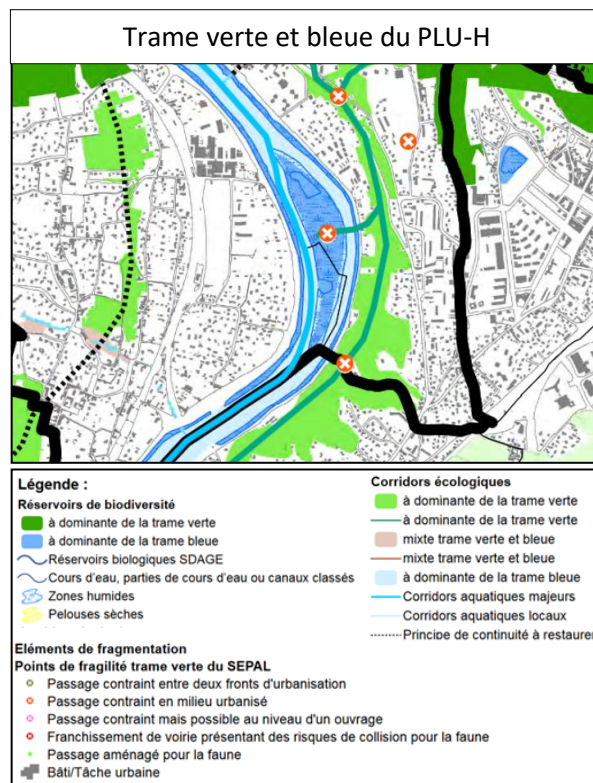 Trame verte et bleue du PLU-H
Légende :
Réservoirs de biodiversité
à dominante de la trame verte
à dominante de la trame bleue
Réservoirs biologiques SDAGE
Cours d'eau, parties de cours d'eau ou canaux classés
Zones humides
Pelouses sèches
Corridors écologiques
à dominante de la trame verte
à dominante de la trame verte
mixte trame verte et bleue
mixte trame verte et bleue
à dominante de la trame bleue
Corridors aquatiques majeurs
Corridors aquatiques locaux
Principe de continuité à restaurer
Eléments de fragmentation
Points de fragilité trame verte du SEPAL
Passage contraint entre deux fronts d'urbanisation
Passage contraint en milieu urbanisé
Passage contraint mais possible au niveau d'un ouvrage
Franchissement de voirie présentant des risques de collision pour la faune
Passage aménagé pour la faune
Bâti/Tâche urbaine